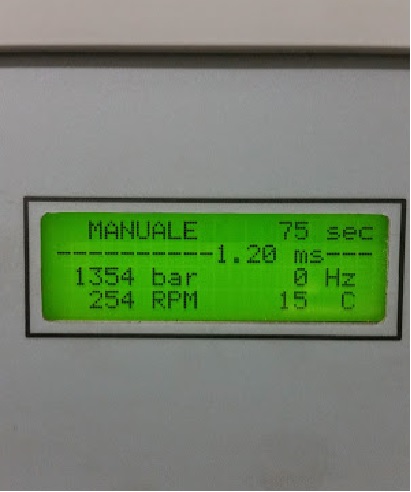 MANUALE 75 sec
----------1.20 ms---
1354 bar 0 Hz
254 RPM 15 C